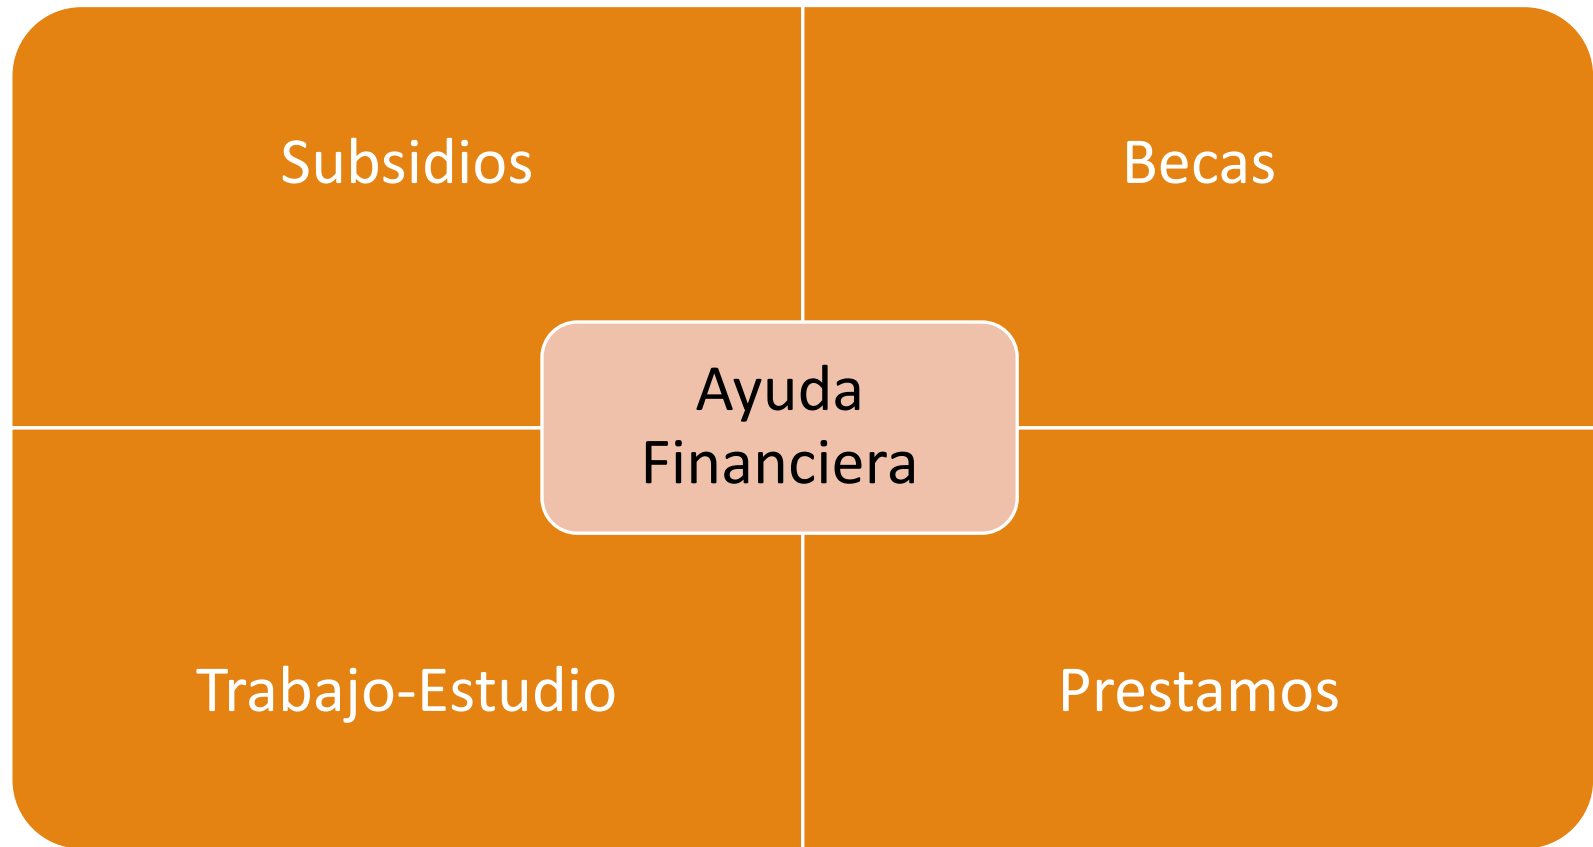 Subsidios
Becas
Ayuda
Financiera
Trabajo-Estudio
Prestamos